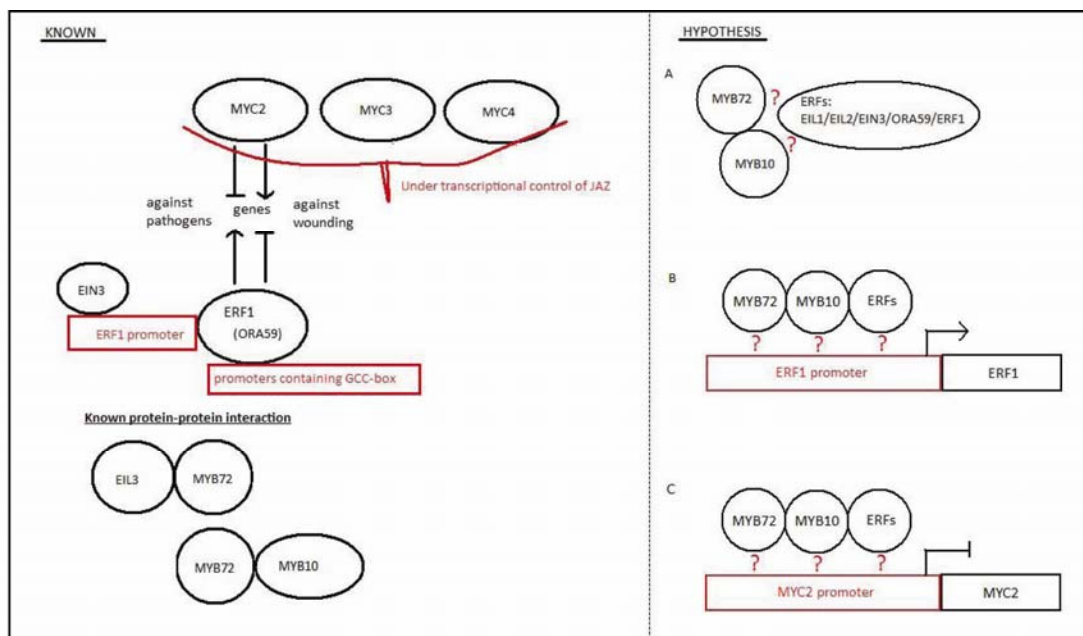 KNOWN
MYC2
MYC3
MYC4
Under transcriptional control of JAZ
against
pathogens
genes
against
wounding
EIN3
ERF1 promoter
ERF1
(ORA59)
promoters containing GCC-box
Known protein-protein interaction
EIL3
MYB72
MYB72
MYB10
HYPOTHESIS
A
MYB72
?
ERFs:
EIL1/EIL2/EIN3/ORA59/ERF1
MYB10
?
B
MYB72
MYB10
ERFs
? ? ?
ERF1 promoter
ERF1
C
MYB72
MYB10
ERFs
? ? ?
MYC2 promoter
MYC2